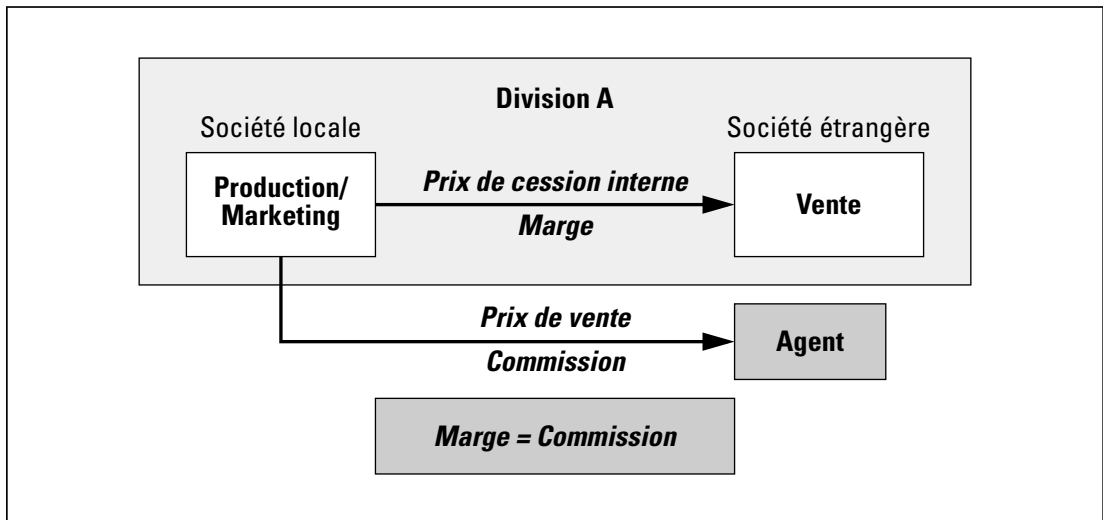 Division A
Société locale
Société étrangère
Production/
Marketing
Prix de cession interne
Marge
Vente
Prix de vente
Commission
Agent
Marge = Commission